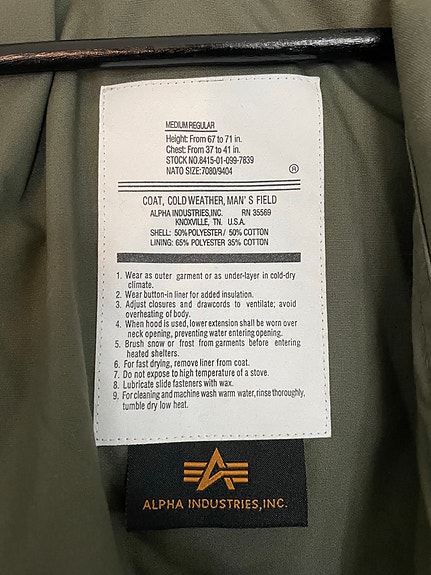 MEDIUM REGULAR
Height: From 67 to 71 in.
Chest: From 37 to 41 in.
STOCK NO.8415-01-099-7839
NATO SIZE:7080/9404 ®
COAT, COLD WEATHER, MAN'S FIELD
ALPHA INDUSTRIES,INC. RN 35569
KNOXVILLE, TN. U.S.A.
SHELL: 50%POLYESTER/ 50% COTTON
LINING: 65% POLYESTER 35% COTTON
1. Wear as outer garment or as under-layer in cold-dry
climate.
2. Wear button-in liner for added insulation.
3. Adjust closures and drawcords to ventilate; avoid
overheating of body.
4. When hood is used, lower extension shall be worn over
neck opening, preventing water entering opening.
5. Brush snow or frost from garments before entering
heated shelters.
6. For fast drying, remove liner from coat.
7. Do not expose to high temperature of a stove.
8. Lubricate slide fasteners with wax.
9. For cleaning and machine wash warm water, rinse thoroughly,
tumble dry low heat.
ALPHA INDUSTRIES,INC.